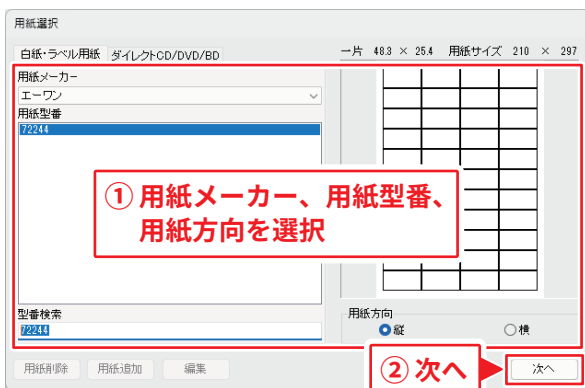 用紙選択
白紙・ラベル用紙 ダイレクトCD/DVD/BD
一片 48.3 × 25.4 用紙サイズ 210 × 297
用紙メーカー
エーワン
用紙型番
72244
① 用紙メーカー、用紙型番、
用紙方向を選択
型番検索
72244
用紙方向
縦 横
用紙削除 用紙追加 編集
② 次へ
次へ